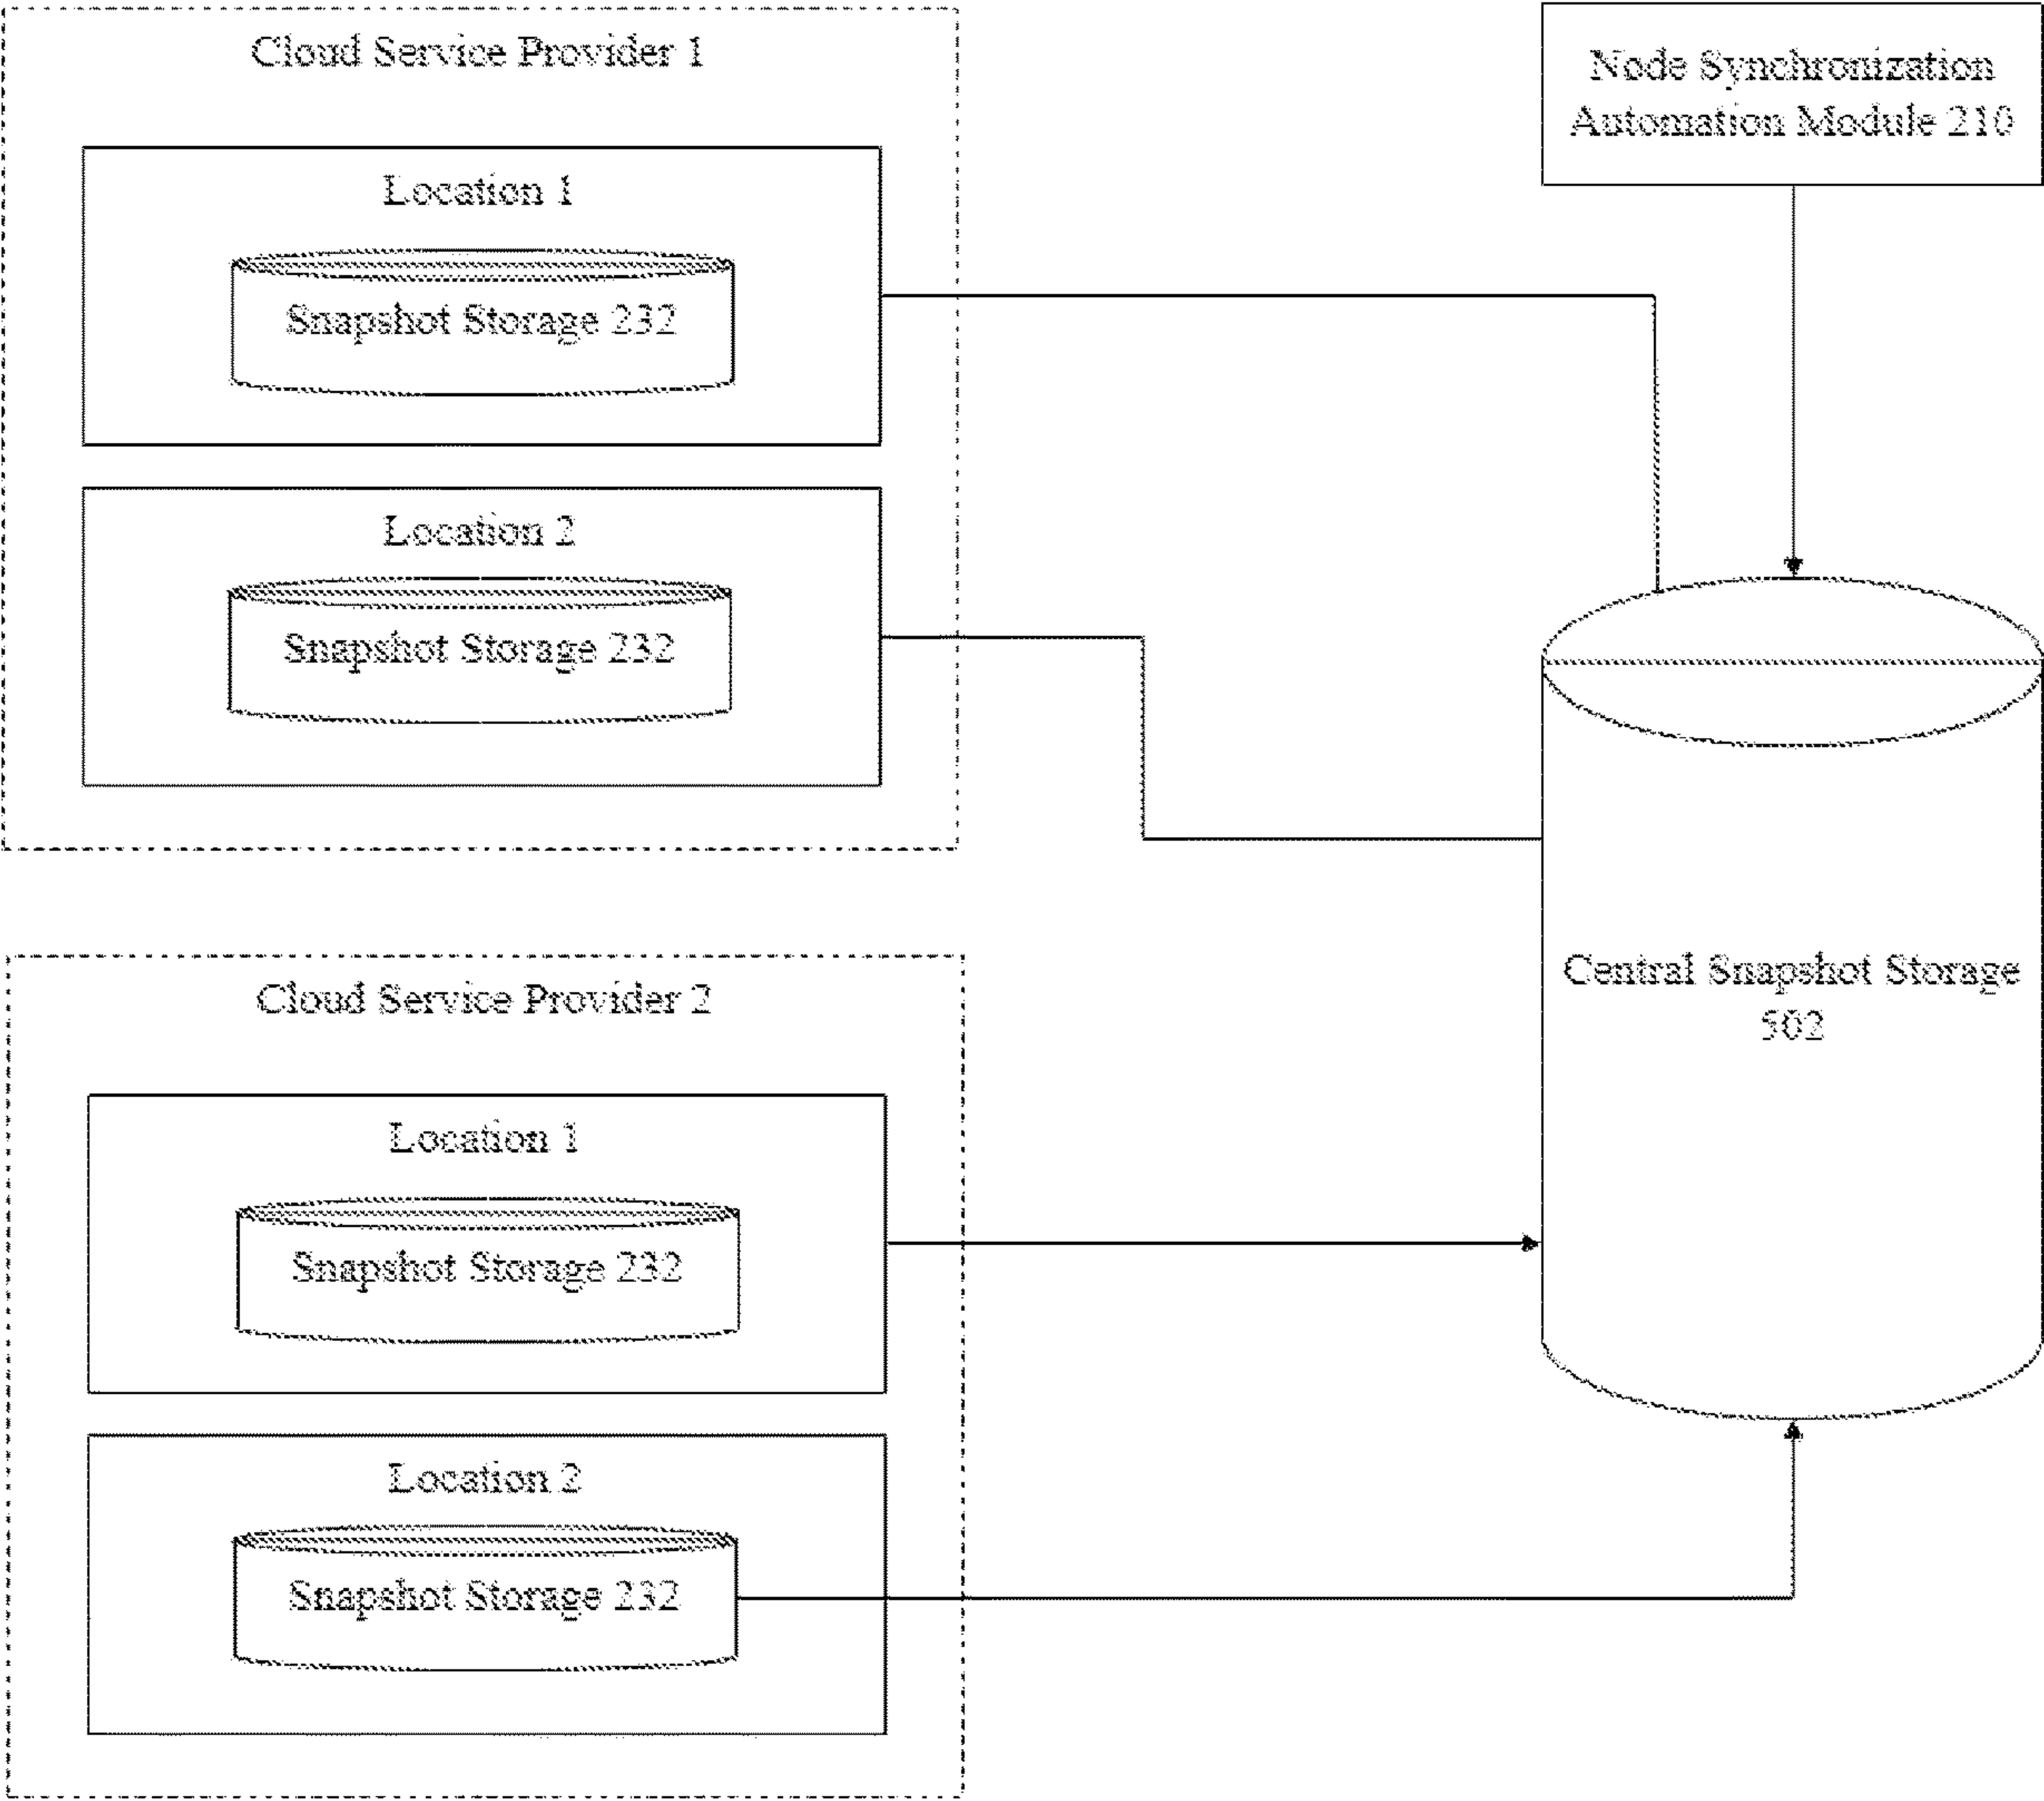 Cloud Service Provider 1
Location 1
Snapshot Storage 232
Location 2
Snapshot Storage 232
Node Synchronization
Automation Module 210
Central Snapshot Storage
502
Cloud Service Provider 2
Location 1
Snapshot Storage 232
Location 2
Snapshot Storage 232